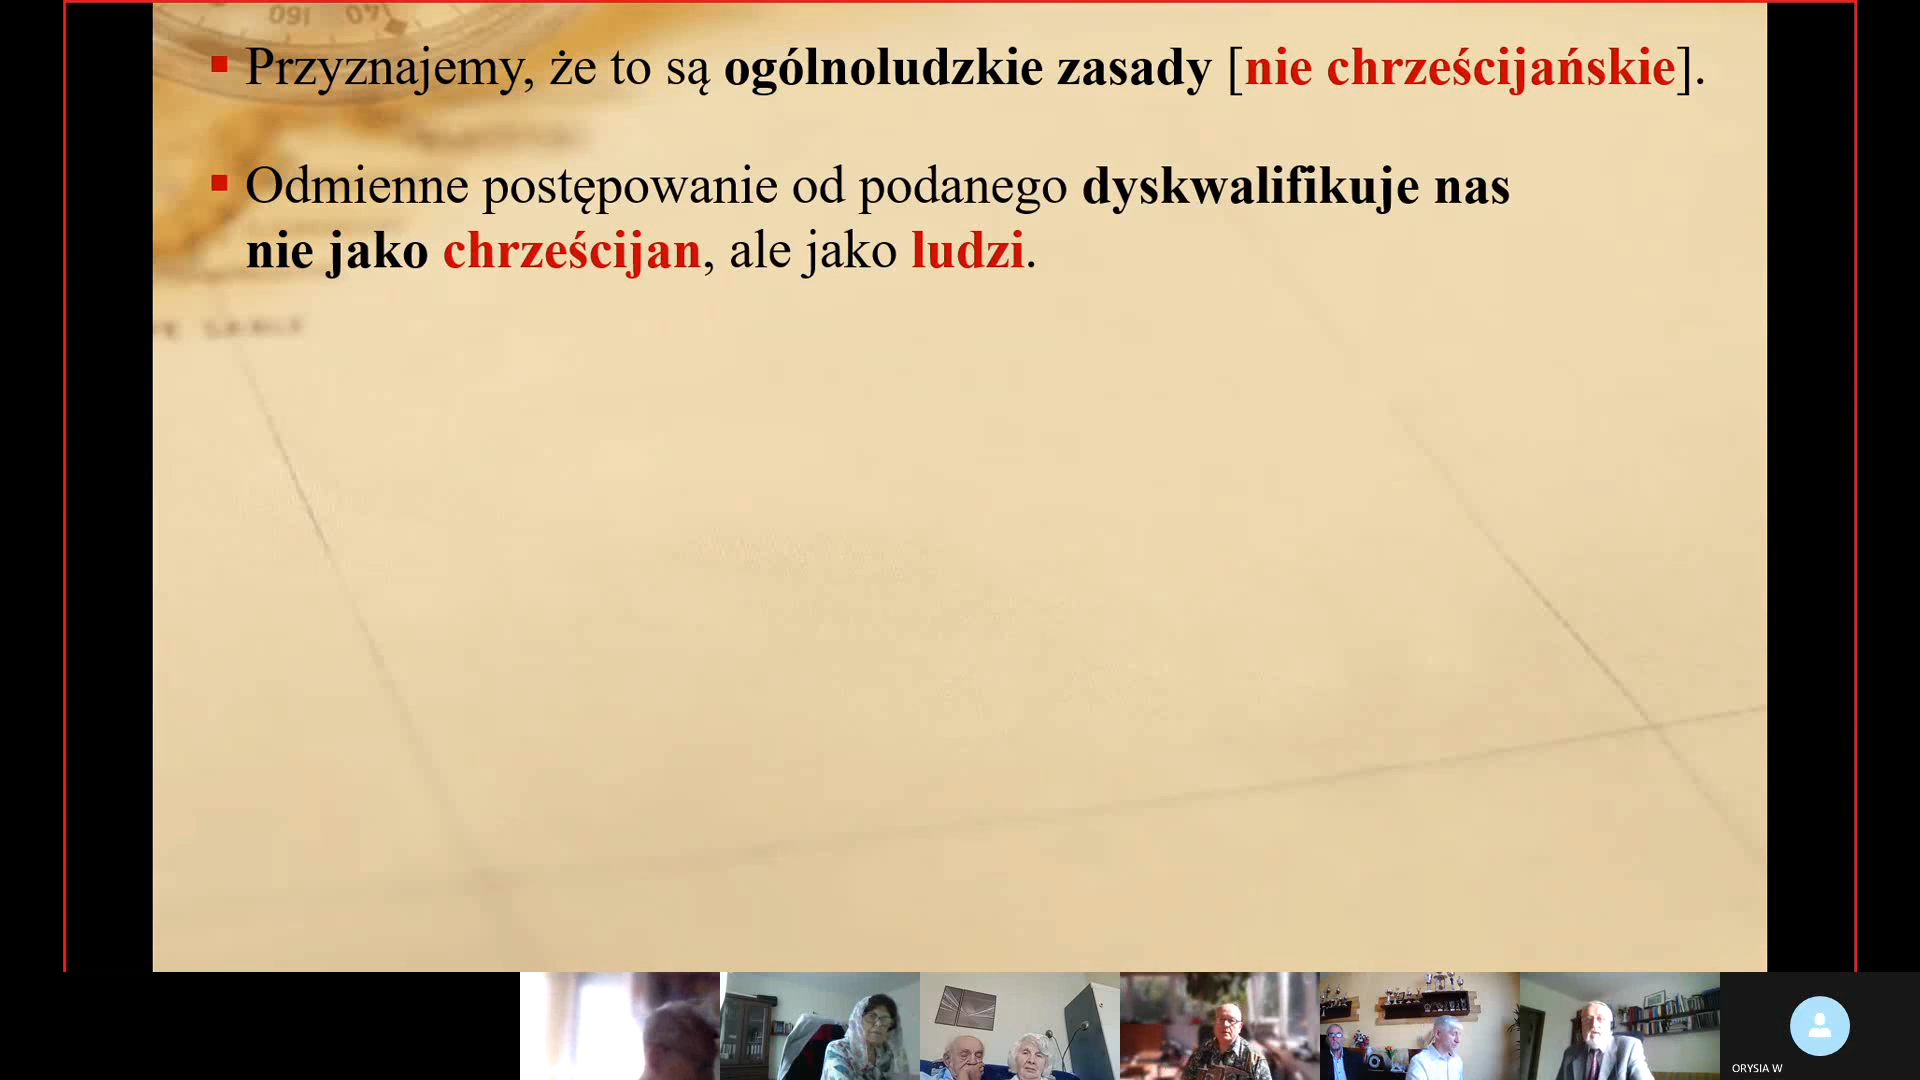 160
▪ Przyznajemy, że to są ogólnoludzkie zasady [nie chrześcijańskie].
▪ Odmienne postępowanie od podanego dyskwalifikuje nas
nie jako chrześcijan, ale jako ludzi.
ORYSIA W